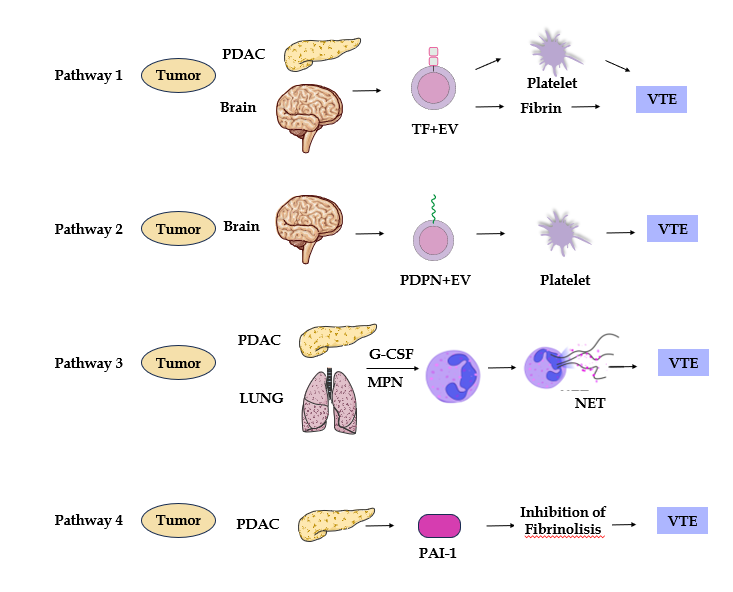 PDAC
Pathway 1
Tumor
Brain
Platelet
Fibrin
VTE
TF+EV
Pathway 2
Tumor
Brain
VTE
PDPN+EV
Platelet
PDAC
Pathway 3
Tumor
G-CSF
MPN
VTE
LUNG
NET
Pathway 4
Tumor
PDAC
Inhibition of
Fibrinolisis
VTE
PAI-1